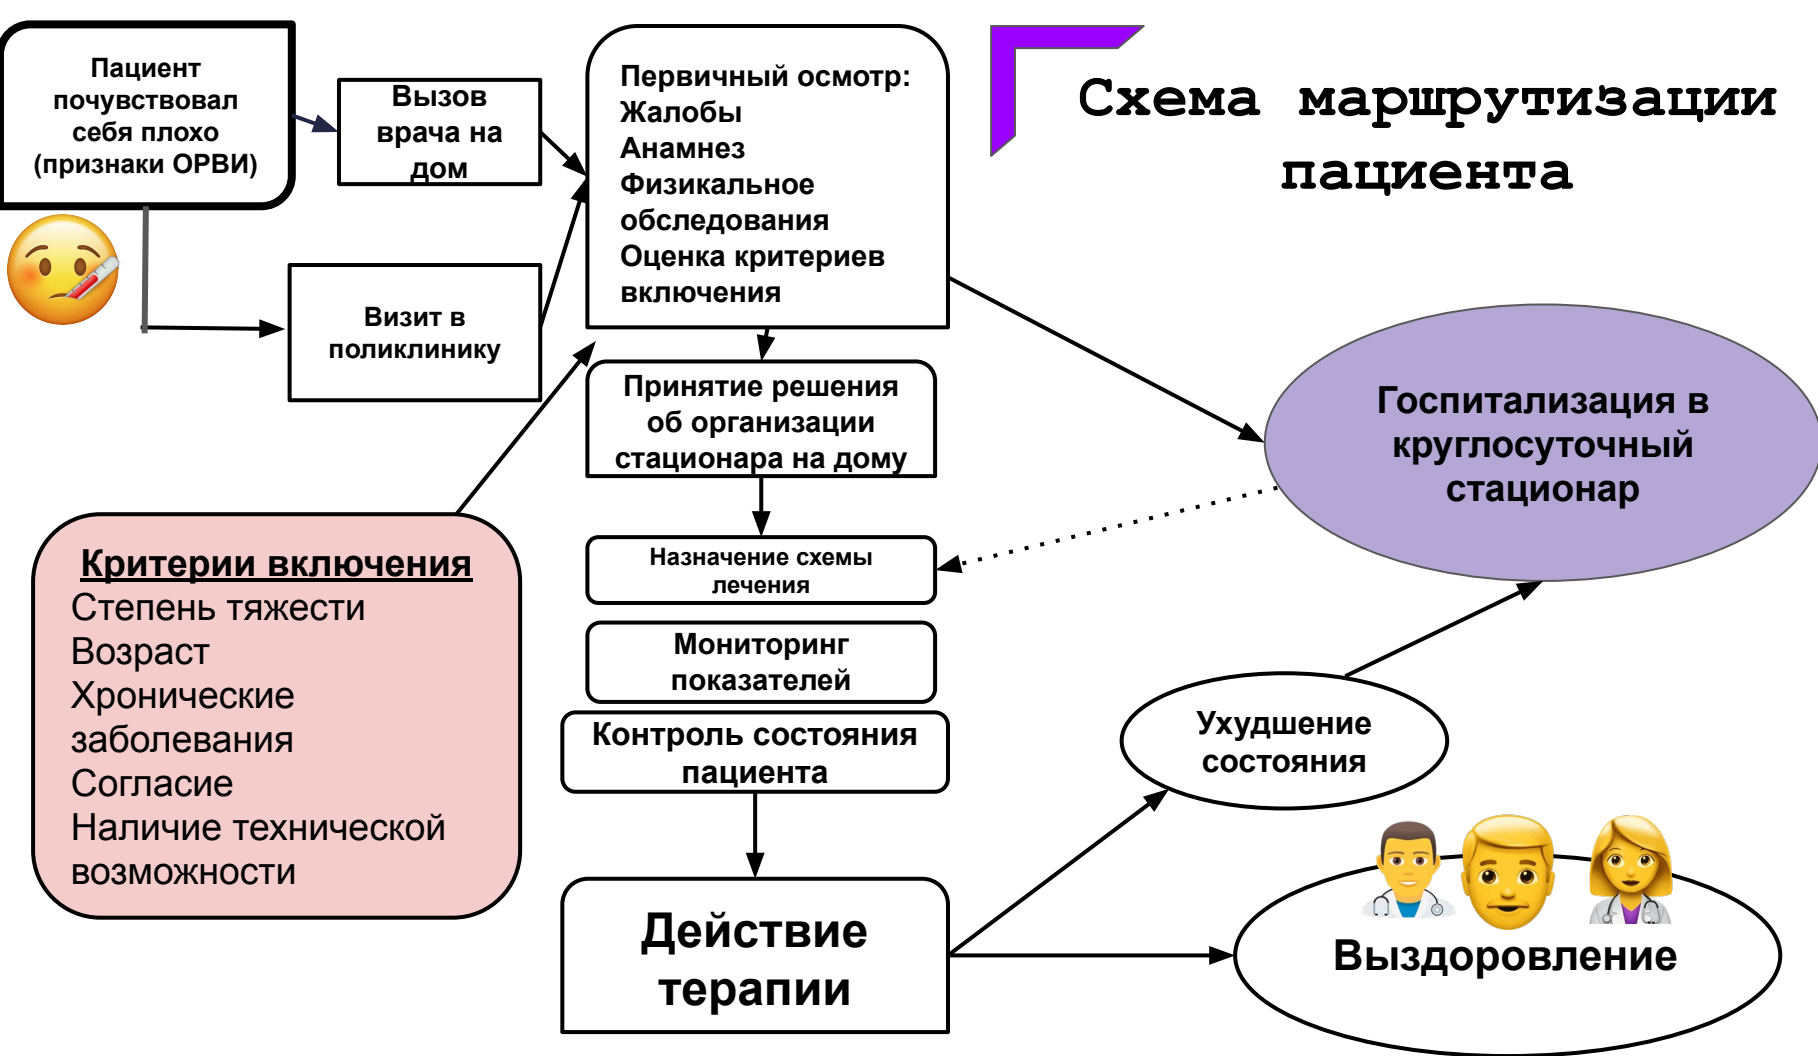 Схема маршрутизации
пациента
Пациент
почувствовал
себя плохо
(признаки ОРВИ)
Вызов
врача на
дом
Визит в
поликлинику
Первичный осмотр:
Жалобы
Анамнез
Физикальное
обследования
Оценка критериев
включения
Принятие решения
об организации
стационара на дому
Назначение схемы
лечения
Мониторинг
показателей
Контроль состояния
пациента
Действие
терапии
Критерии включения
Степень тяжести
Возраст
Хронические
заболевания
Согласие
Наличие технической
возможности
Госпитализация в
круглосуточный
стационар
Ухудшение
состояния
Выздоровление